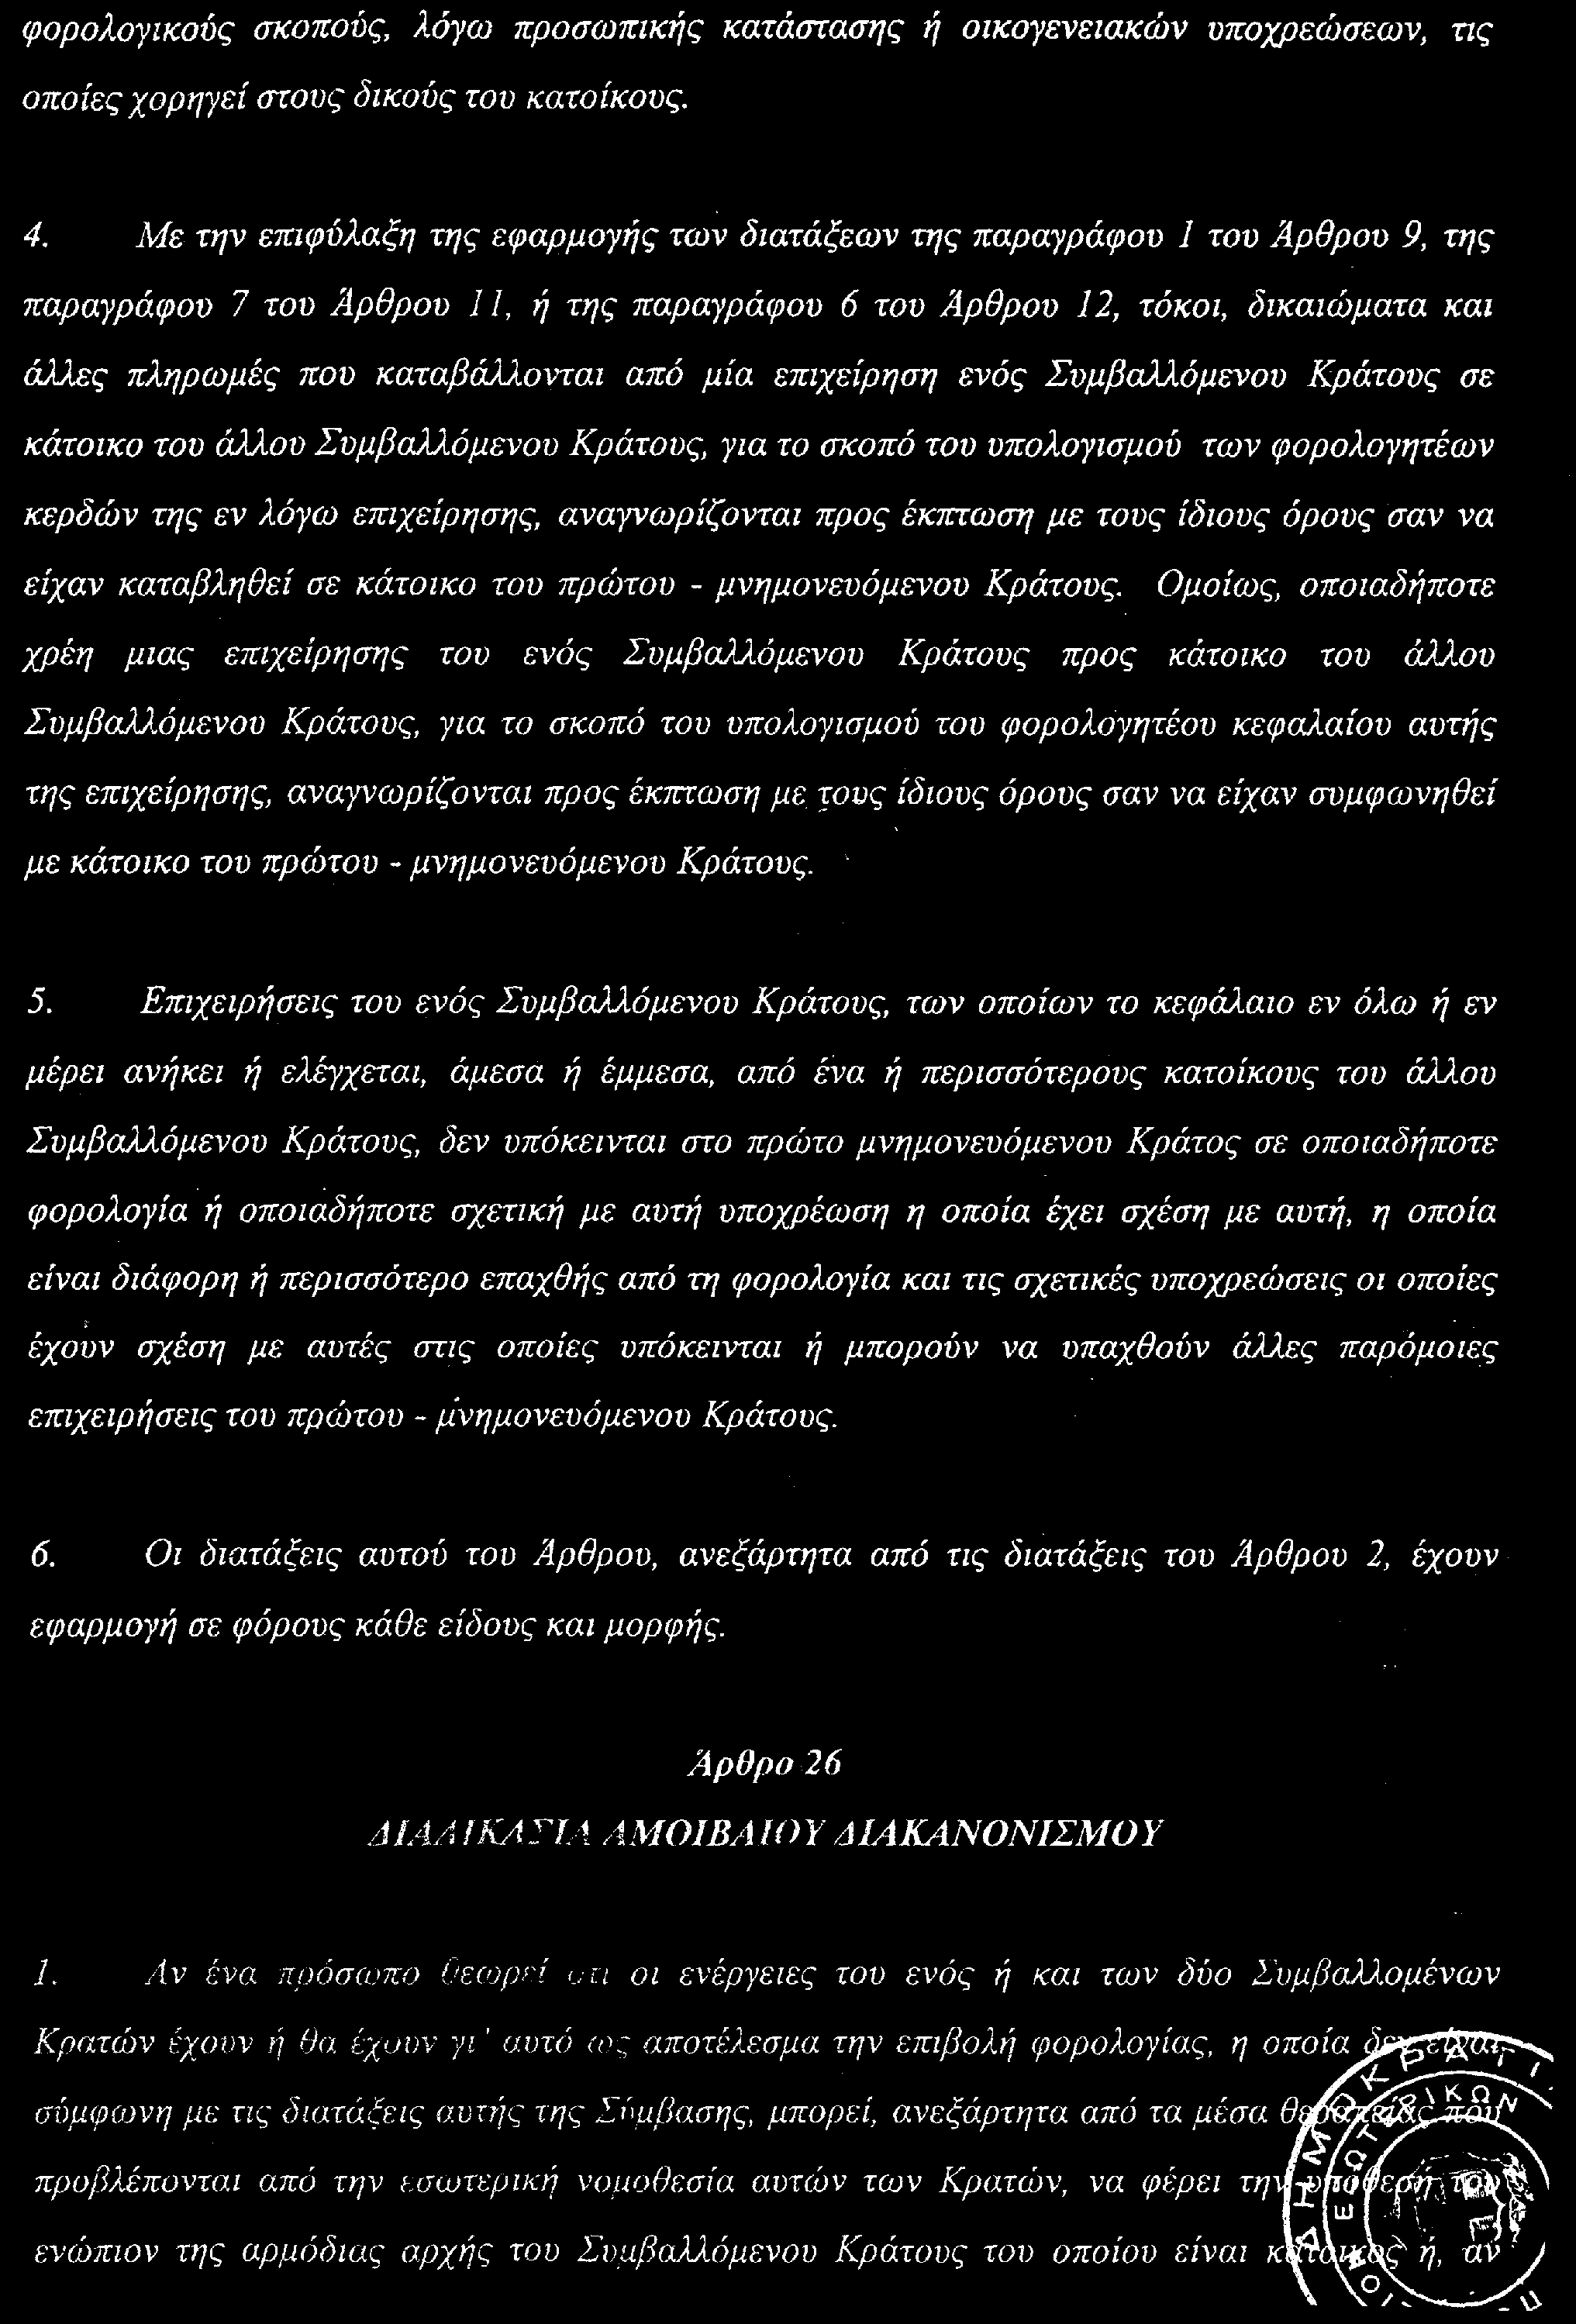 φορολογικούς σκοπούς, λόγω προσωπικής κατάστασης ή οικογενειακών υποχρεώσεων, τις
οποίες χορηγεί στους δικούς του κατοίκους.
4. Με την επιφύλαξη της εφαρμογής των διατάξεων της παραγράφου 1 του Άρθρου 9, της
παραγράφου 7 του Άρθρου 11, ή της παραγράφου 6 του Άρθρου 12, τόκοι, δικαιώματα και
άλλες πληρωμές που καταβάλλονται από μία επιχείρηση ενός Συμβαλλόμενου Κράτους σε
κάτοικο του άλλου Συμβαλλόμενου Κράτους, για το σκοπό του υπολογισμού των φορολογητέων
κερδών της εν λόγω επιχείρησης, αναγνωρίζονται προς έκπτωση με τους ίδιους όρους σαν να
είχαν καταβληθεί σε κάτοικο του πρώτου - μνημονευόμενου Κράτους. Ομοίως, οποιαδήποτε
χρέη μιας επιχείρησης του ενός Συμβαλλόμενου Κράτους προς κάτοικο του άλλου
Συμβαλλόμενου Κράτους, για το σκοπό του υπολογισμού του φορολογητέου κεφαλαίου αυτής
της επιχείρησης, αναγνωρίζονται προς έκπτωση με τους ίδιους όρους σαν να είχαν συμφωνηθεί
με κάτοικο του πρώτου - μνημονευόμενου Κράτους.
5. Επιχειρήσεις του ενός Συμβαλλόμενου Κράτους, των οποίων το κεφάλαιο εν όλω ή εν
μέρει ανήκει ή ελέγχεται, άμεσα ή έμμεσα, από ένα ή περισσότερους κατοίκους του άλλου
Συμβαλλόμενου Κράτους, δεν υπόκεινται στο πρώτο μνημονευόμενου Κράτος σε οποιαδήποτε
φορολογία ή οποιαδήποτε σχετική με αυτή υποχρέωση η οποία έχει σχέση με αυτή, η οποία
είναι διάφορη ή περισσότερο επαχθής από τη φορολογία και τις σχετικές υποχρεώσεις οι οποίες
έχουν σχέση με αυτές στις οποίες υπόκεινται ή μπορούν να υπαχθούν άλλες παρόμοιες
επιχειρήσεις του πρώτου - μνημονευόμενου Κράτους.
6. Οι διατάξεις αυτού του Άρθρου, ανεξάρτητα από τις διατάξεις του Άρθρου 2, έχουν
εφαρμογή σε φόρους κάθε είδους και μορφής.
Άρθρο 26
ΔΙΑΔΙΚΑΣΙΑ ΑΜΟΙΒΑΙΟΥ ΔΙΑΚΑΝΟΝΙΣΜΟΥ
1. Αν ένα πρόσωπο θεωρεί οτι οι ενέργειες του ενός ή και των δύο Συμβαλλομένων
Κρατών έχουν ή θα έχουν γι' αυτό ως αποτέλεσμα την επιβολή φορολογίας, η οποία δεν είναι
σύμφωνη με τις διατάξεις αυτής της Σύμβασης, μπορεί, ανεξάρτητα από τα μέσα θεραπείας που
προβλέπονται από την εσωτερική νομοθεσία αυτών των Κρατών, να φέρει την υπόθεση του
ενώπιον της αρμόδιας αρχής του Συμβαλλόμενου Κράτους του οποίου είναι κάτοικος ή, αν